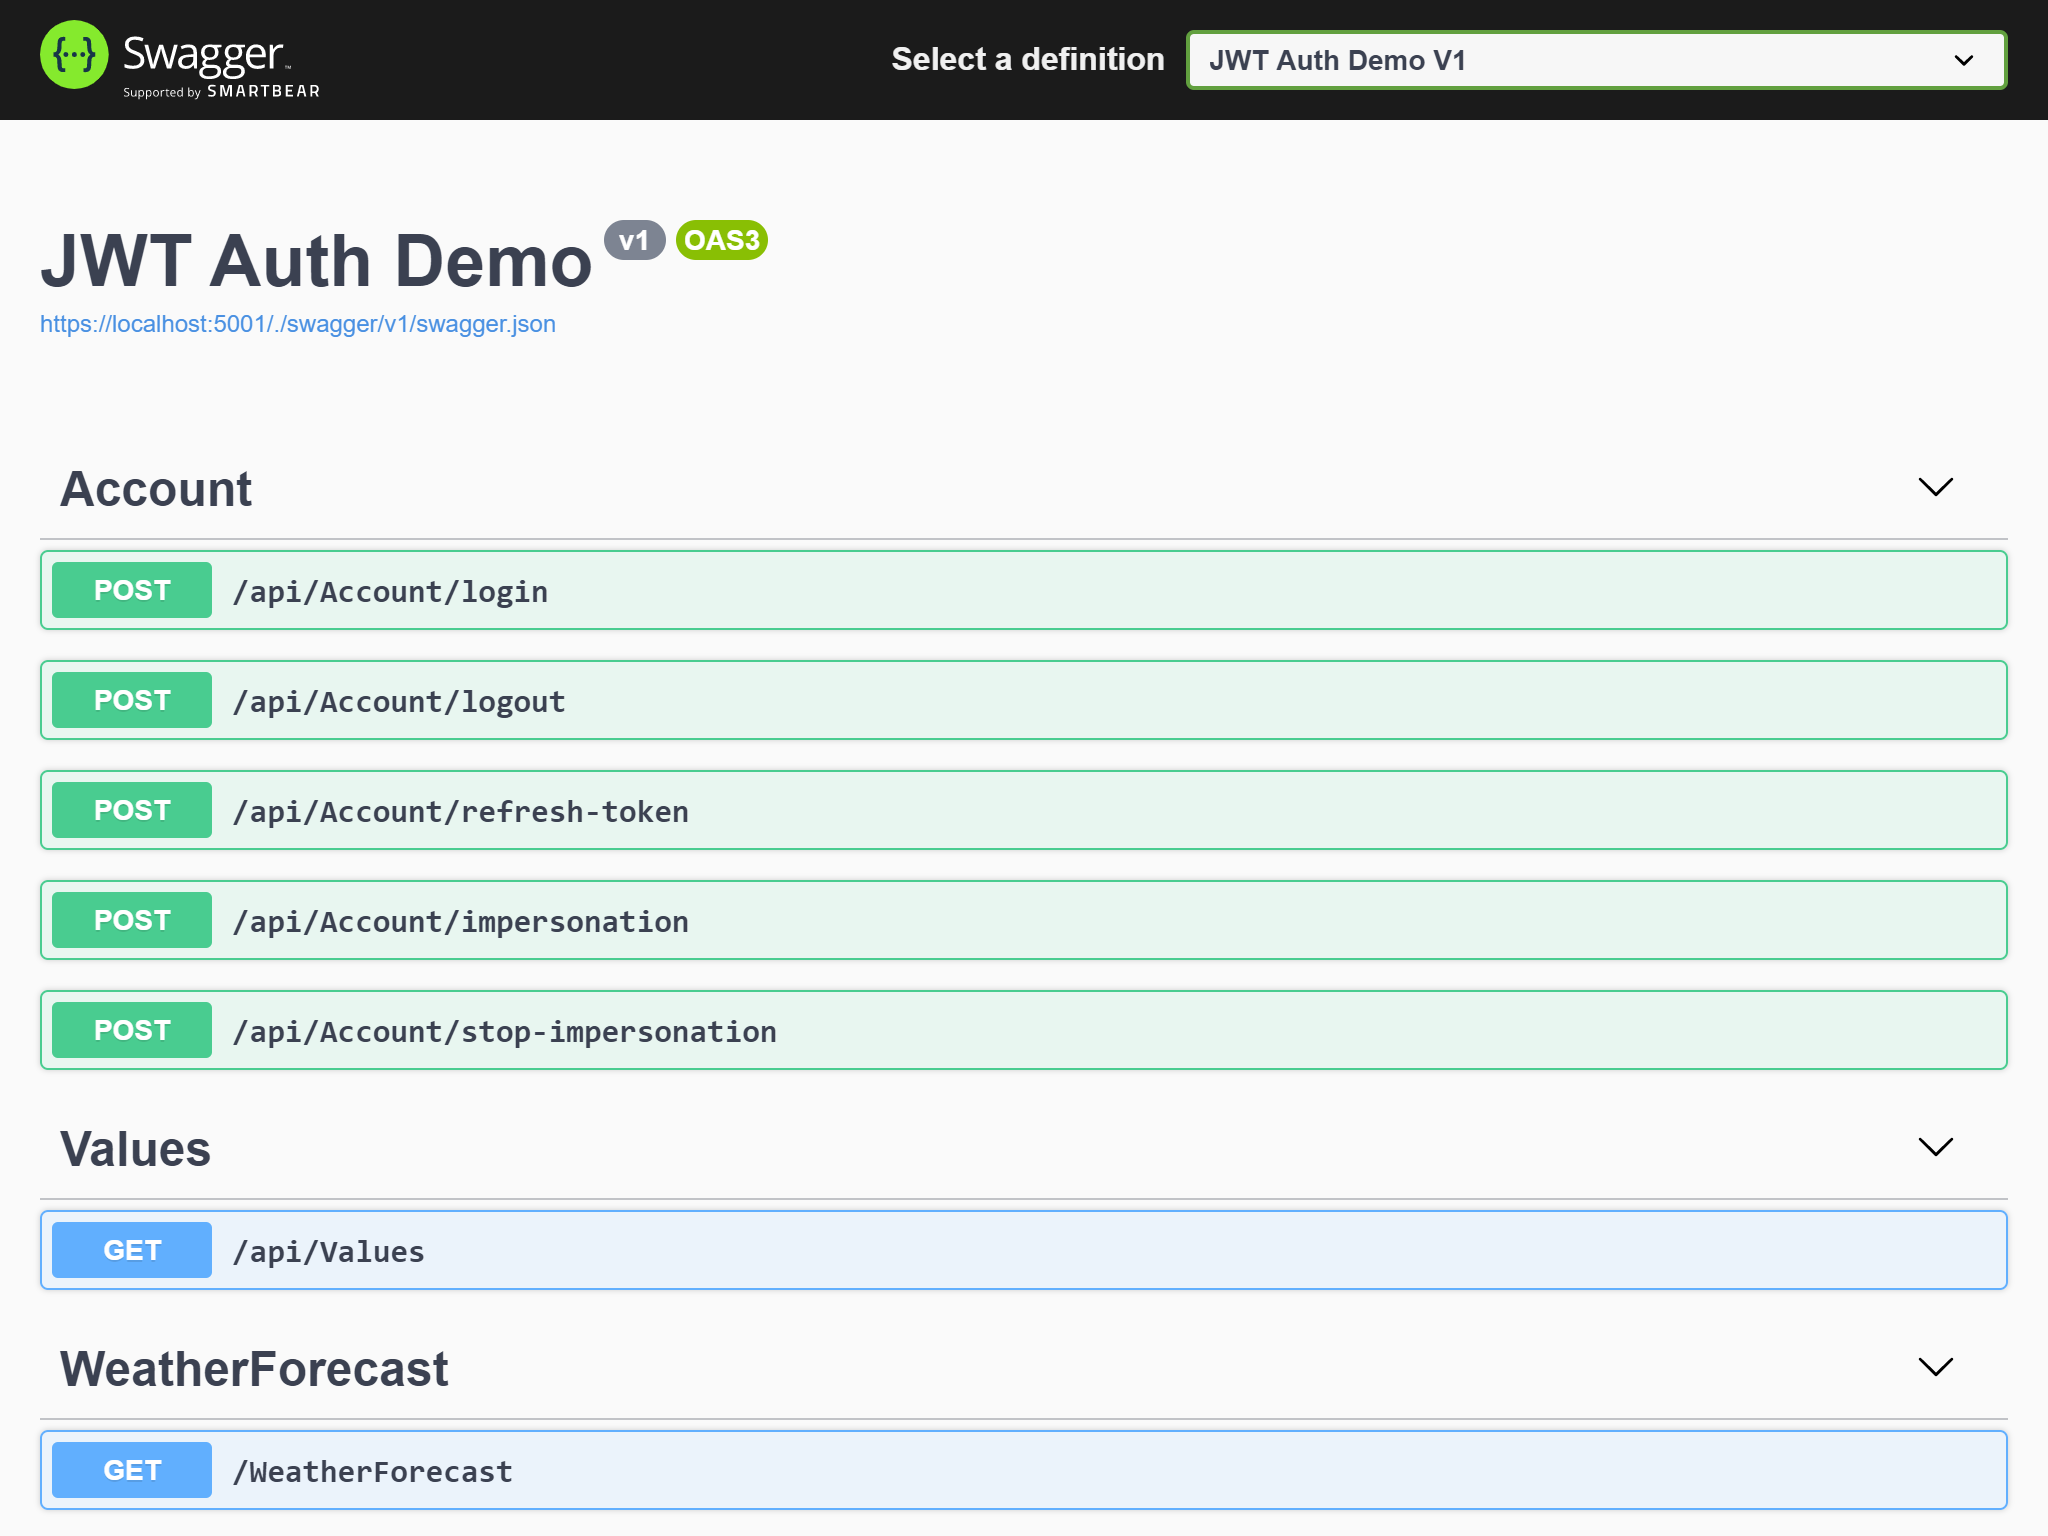 {···} Swagger™
Supported by SMARTBEAR
Select a definition
JWT Auth Demo V1
JWT Auth Demo v1 OAS3
https://localhost:5001/./swagger/v1/swagger.json
Account
POST /api/Account/login
POST /api/Account/logout
POST /api/Account/refresh-token
POST /api/Account/impersonation
POST /api/Account/stop-impersonation
Values
GET /api/Values
WeatherForecast
GET /WeatherForecast